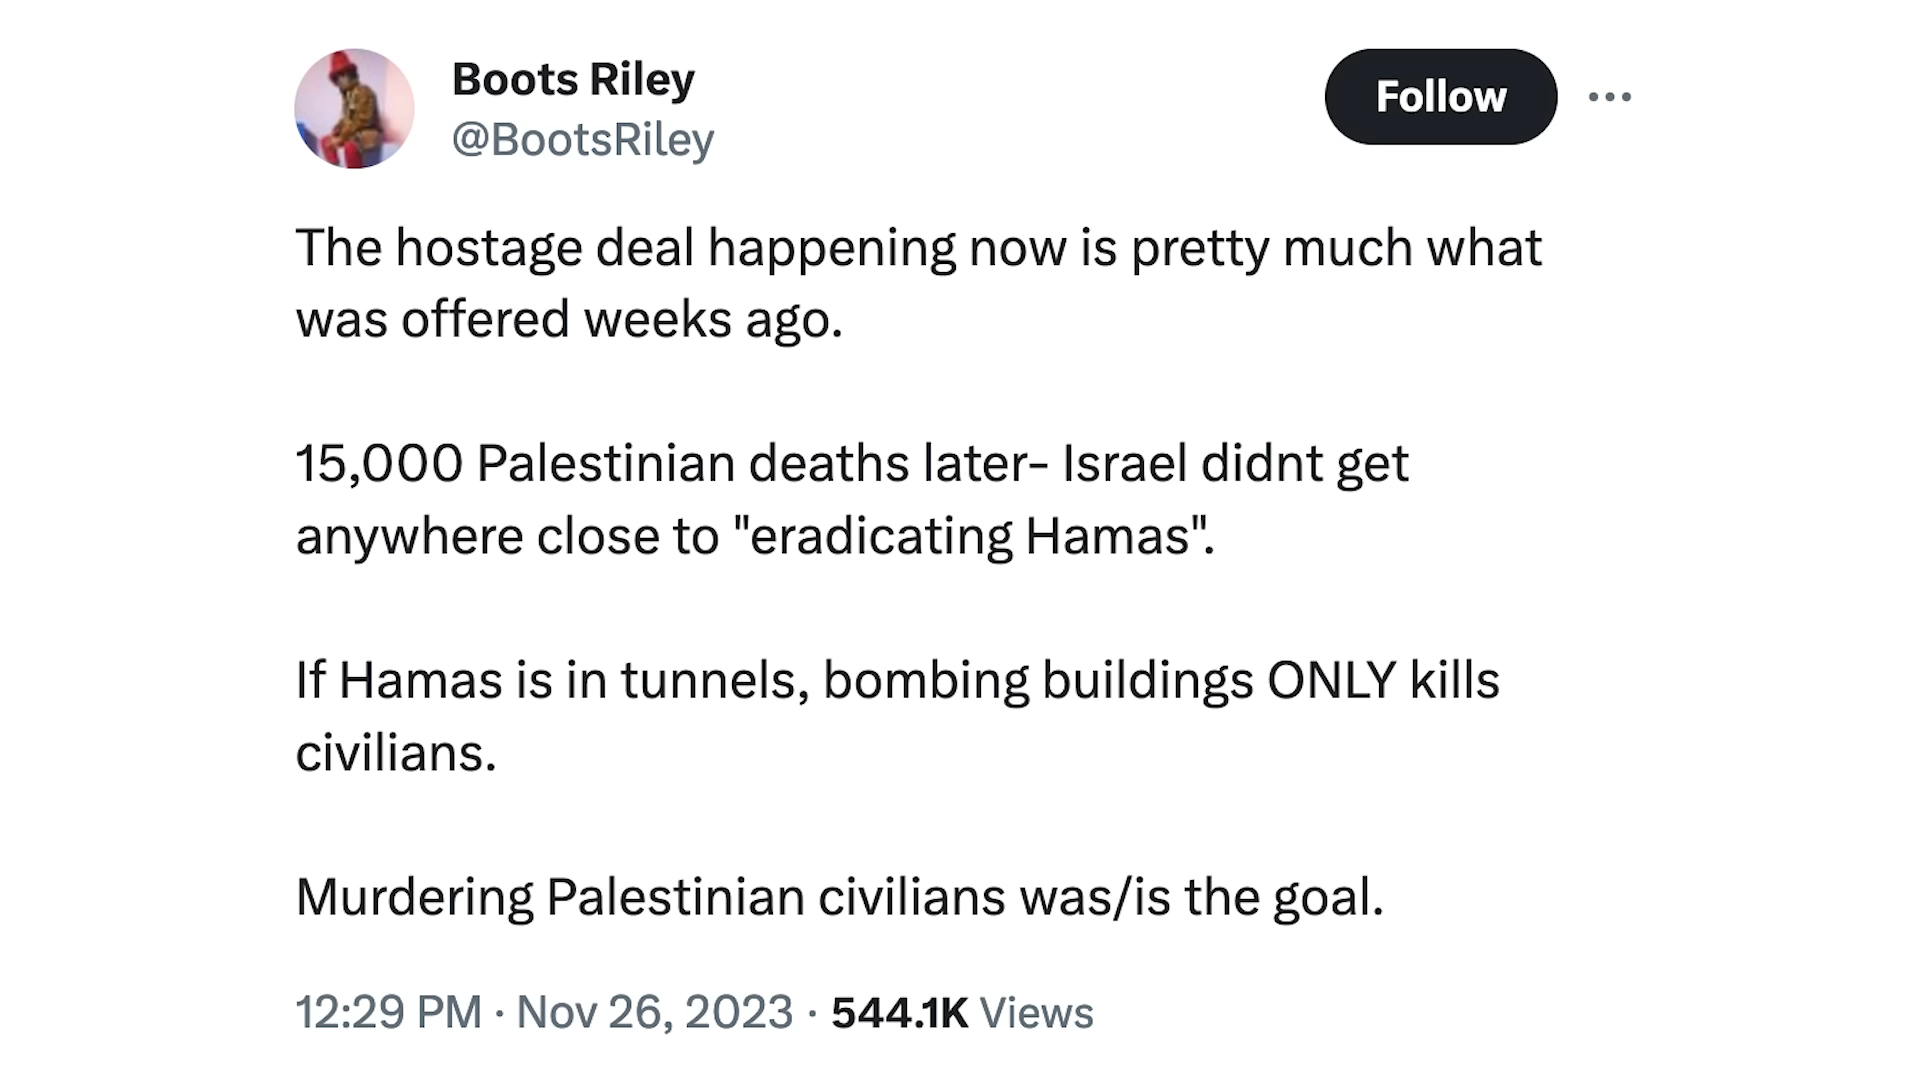 Boots Riley
@BootsRiley
Follow
The hostage deal happening now is pretty much what
was offered weeks ago.
15,000 Palestinian deaths later- Israel didnt get
anywhere close to "eradicating Hamas".
If Hamas is in tunnels, bombing buildings ONLY kills
civilians.
Murdering Palestinian civilians was/is the goal.
12:29 PM · Nov 26, 2023 · 544.1K Views